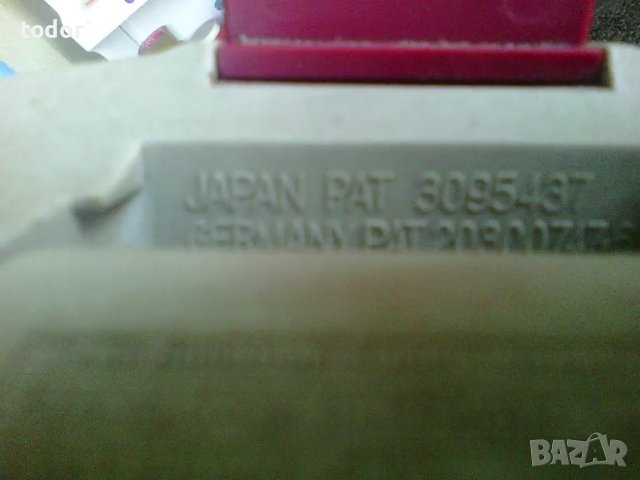 todor
JAPAN PAT 3095437
GERMANY PAT
BAZAR